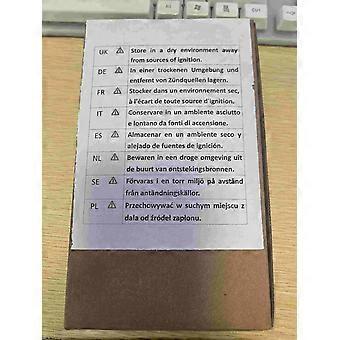 UK ⚠ Store in a dry environment away
from sources of ignition.
DE ⚠ In einer trockenen Umgebung und
entfernt von Zündquellen lagern.
FR ⚠ Stocker dans un environnement sec,
à l'écart de toute source d'ignition.
IT ⚠ Conservare in un ambiente asciutto
e lontano da fonti di accensione.
ES ⚠ Almacenar en un ambiente seco y
alejado de fuentes de ignición.
NL ⚠ Bewaren in een droge omgeving uit
de buurt van ontstekingsbronnen.
SE ⚠ Förvaras i en torr miljö på avstånd
från antändningskällor.
PL ⚠ Przechowywać w suchym miejscu z
dala od źródeł zapłonu.